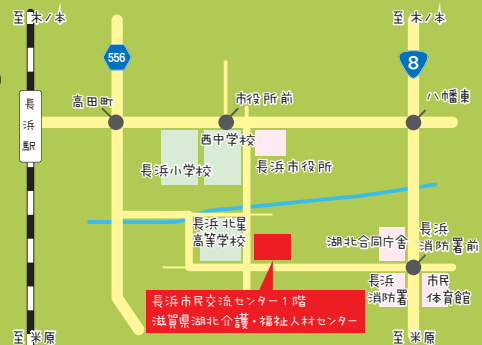 至 木ノ本
至 木ノ本
556
8
長浜駅
高田町
市役所前
八幡東
西中学校
長浜小学校
長浜市役所
長浜北星
高等学校
湖北合同庁舎
長浜
消防署前
長浜
消防署
市民
体育館
長浜市民交流センター1階
滋賀県湖北介護・福祉人材センター
至 米原
至 米原